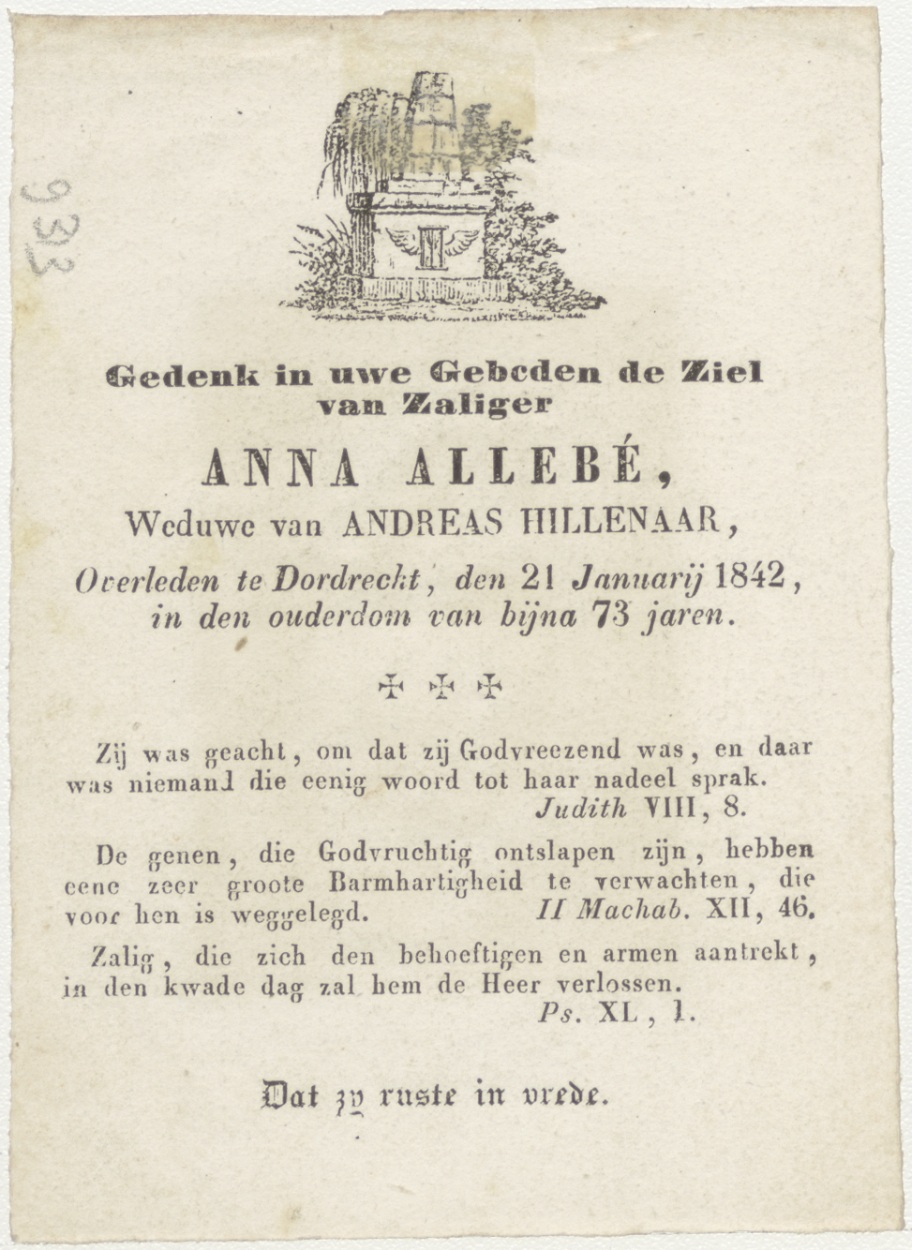 933
Gedenk in uwe Gebeden de Ziel
van Zaliger
ANNA ALLEBÉ,
Weduwe van ANDREAS HILLENAAR,
Overleden te Dordrecht, den 21 Januarij 1842,
in den ouderdom van bijna 73 jaren.
✠ ✠ ✠
Zij was geacht, om dat zij Godvreezend was, en daar
was niemand die eenig woord tot haar nadeel sprak.
Judith VIII, 8.
De genen, die Godvruchtig ontslapen zijn, hebben
eene zeer groote Barmhartigheid te verwachten, die
voor hen is weggelegd. II Machab. XII, 46.
Zalig, die zich den behoeftigen en armen aantrekt,
in den kwade dag zal hem de Heer verlossen.
Ps. XL, 1.
Dat zy ruste in vrede.